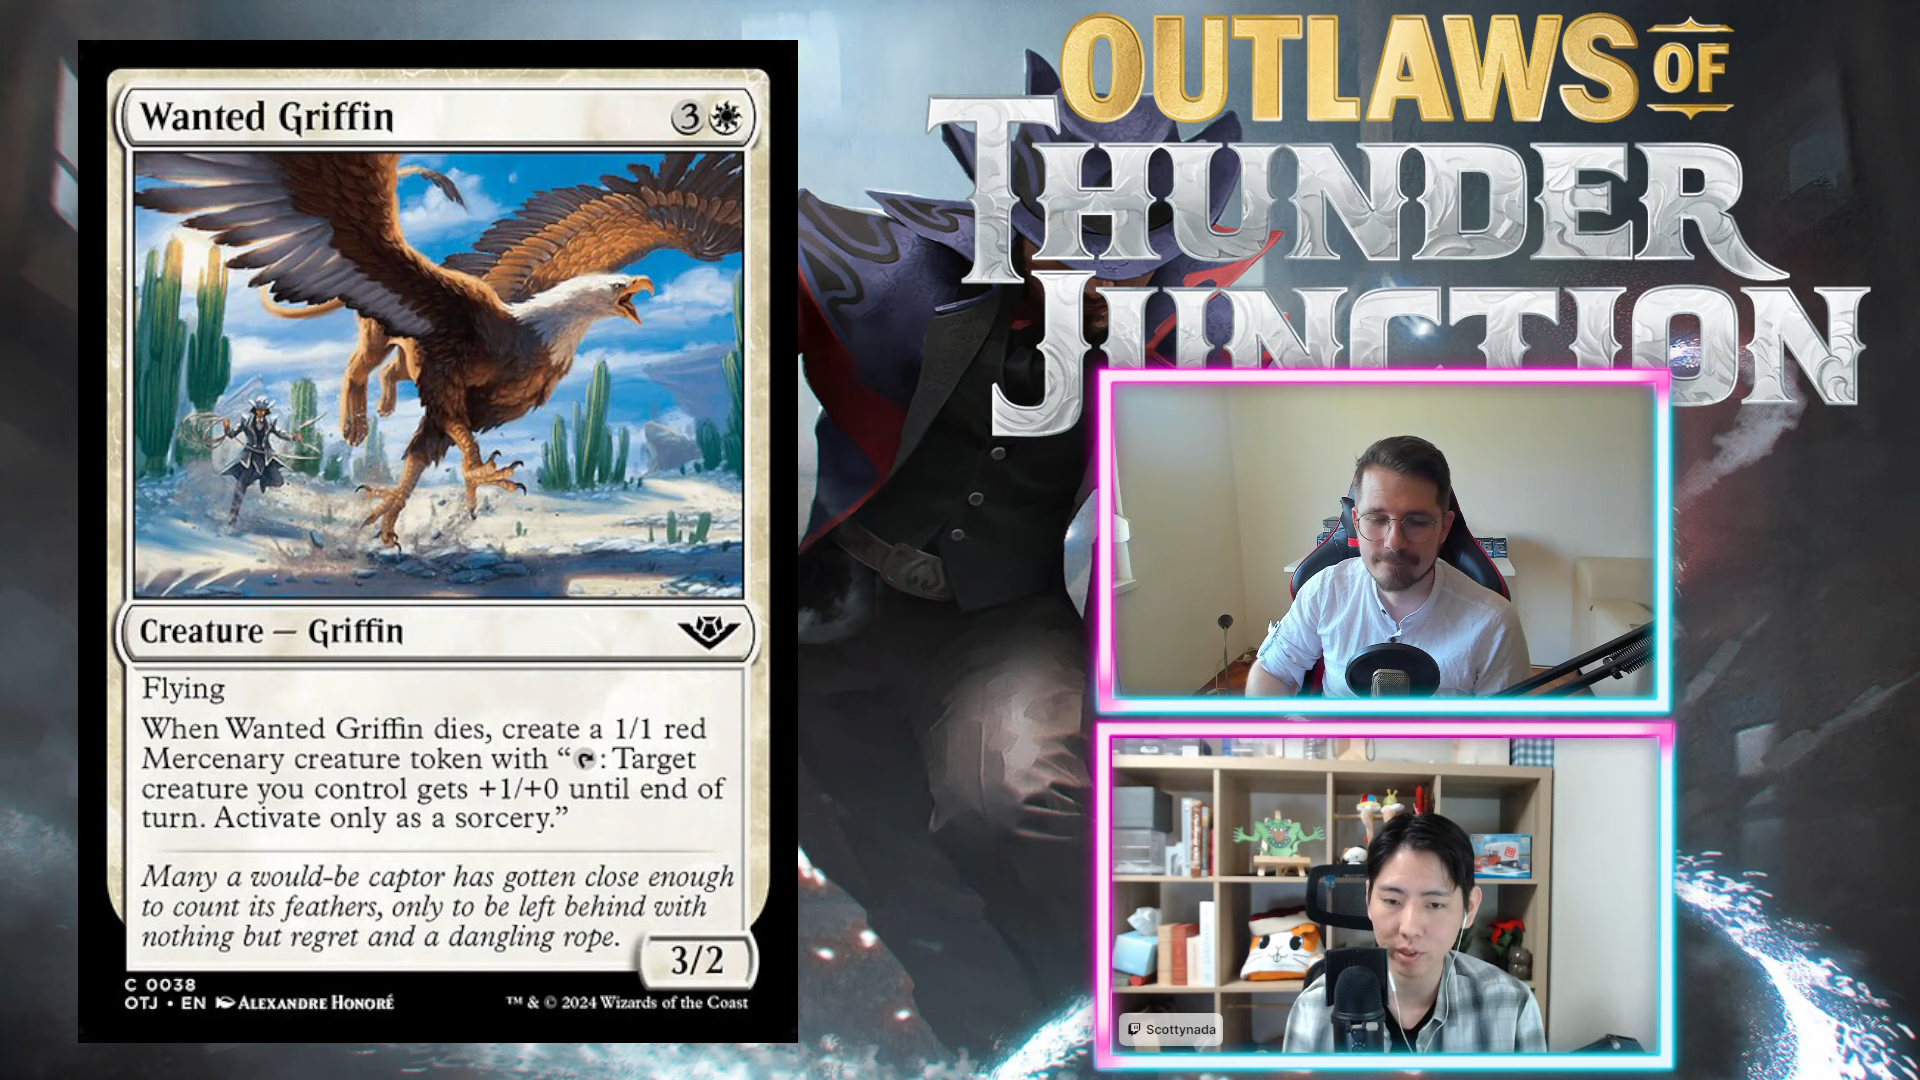 Wanted Griffin 3
Creature — Griffin
Flying
When Wanted Griffin dies, create a 1/1 red
Mercenary creature token with “: Target
creature you control gets +1/+0 until end of
turn. Activate only as a sorcery.”
Many a would-be captor has gotten close enough
to count its feathers, only to be left behind with
nothing but regret and a dangling rope.
3/2
C 0038
OTJ • EN ALEXANDRE HONORÉ
™ & © 2024 Wizards of the Coast
OUTLAWS OF
THUNDER
JUNCTION
Scottynada